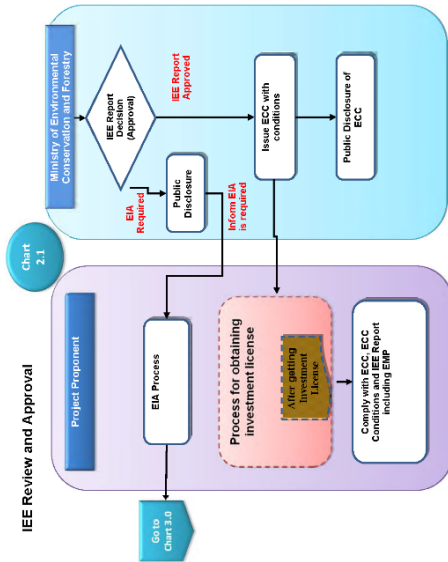 IEE Review and Approval
Chart
2.1
Project Proponent
Ministry of Environmental
Conservation and Forestry
IEE Report
Decision
(Approval)
EIA
Required
IEE Report
Approved
Public
Disclosure
Inform EIA
is required
EIA Process
Go to
Chart 3.0
Issue ECC with
conditions
Process for obtaining
investment license
After gatting
Investment
License
Public Disclosure of
ECC
Comply with ECC, ECC
Conditions and IEE Report
including EMP